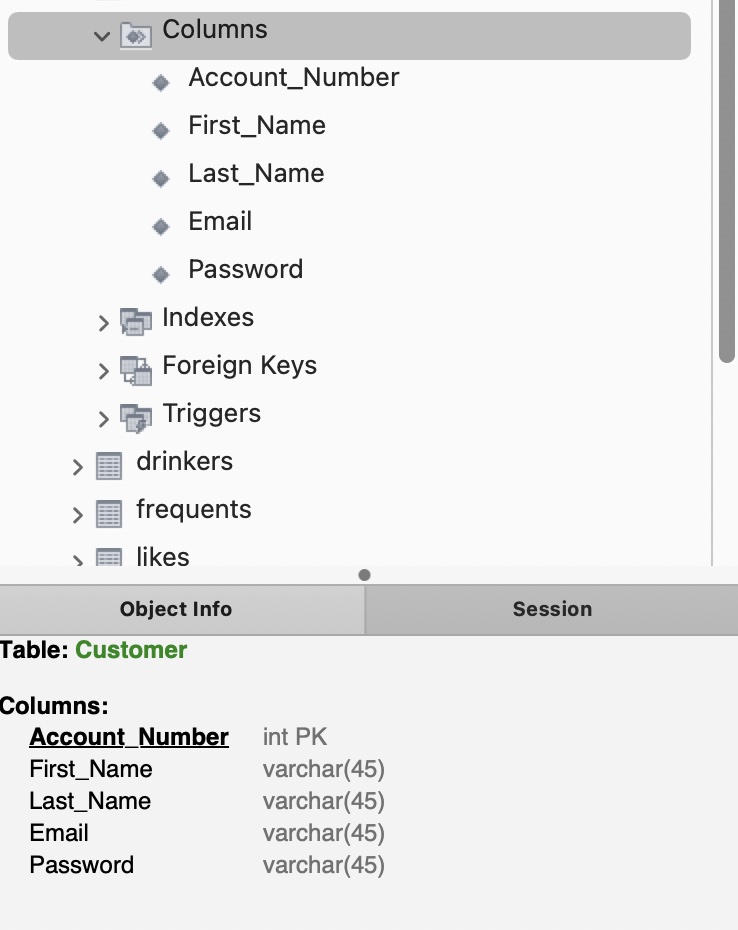 Columns
Account_Number
First_Name
Last_Name
Email
Password
Indexes
Foreign Keys
Triggers
drinkers
frequents
likes
Object Info Session
Table: Customer
Columns:
Account_Number int PK
First_Name varchar(45)
Last_Name varchar(45)
Email varchar(45)
Password varchar(45)